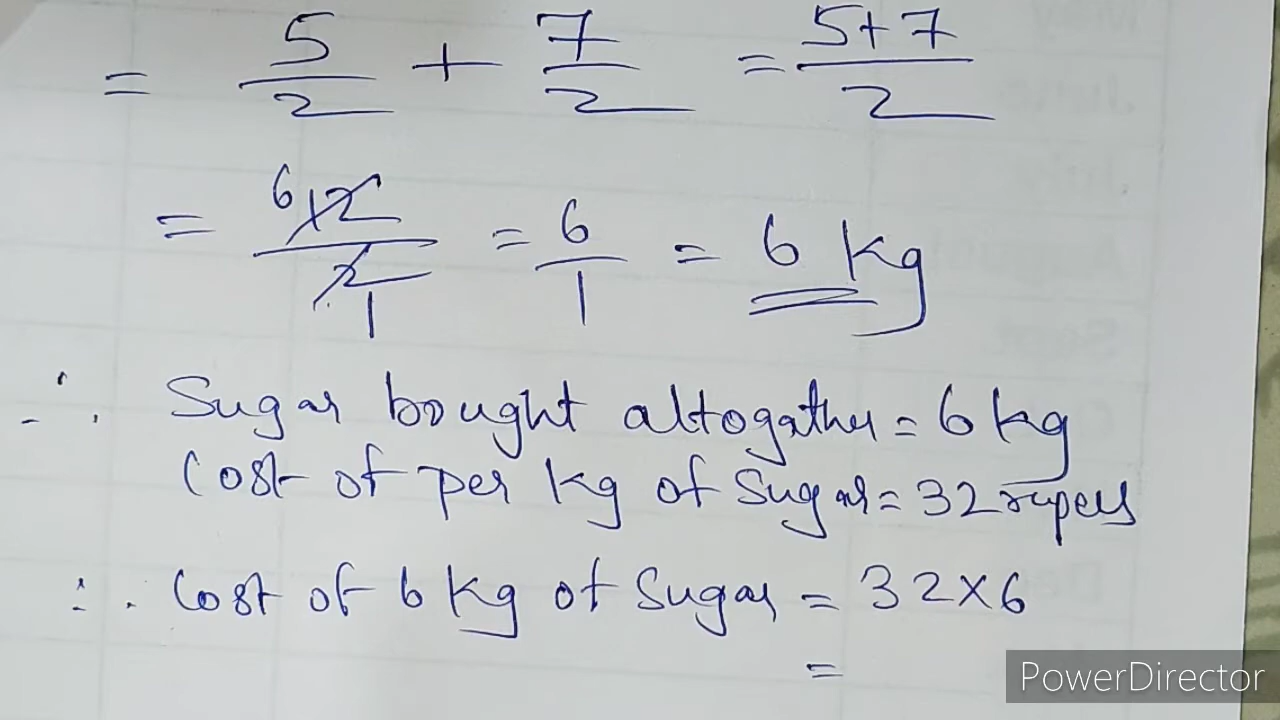 = 5/2 + 7/2 = 5+7/2
= 6 12/2 1 = 6/1 = 6 kg
∴ Sugar bought altogather = 6 kg
Cost of per kg of Sugar = 32 rupees
∴ Cost of 6 kg of Sugar = 32×6
=
PowerDirector